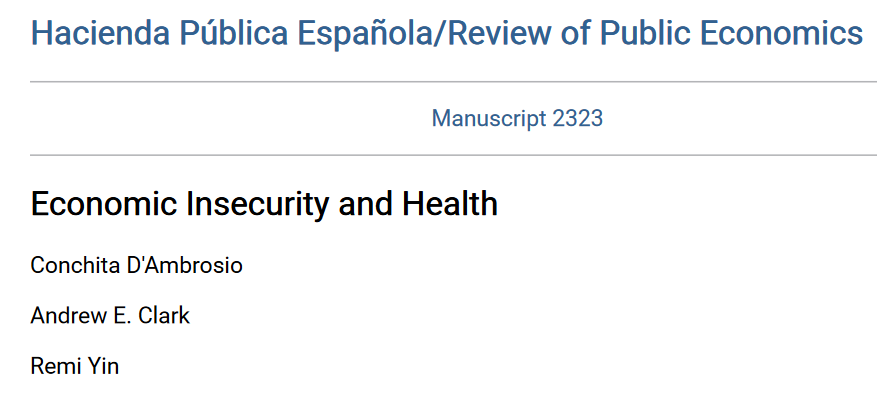 Hacienda Pública Española/Review of Public Economics
Manuscript 2323
Economic Insecurity and Health
Conchita D'Ambrosio
Andrew E. Clark
Remi Yin